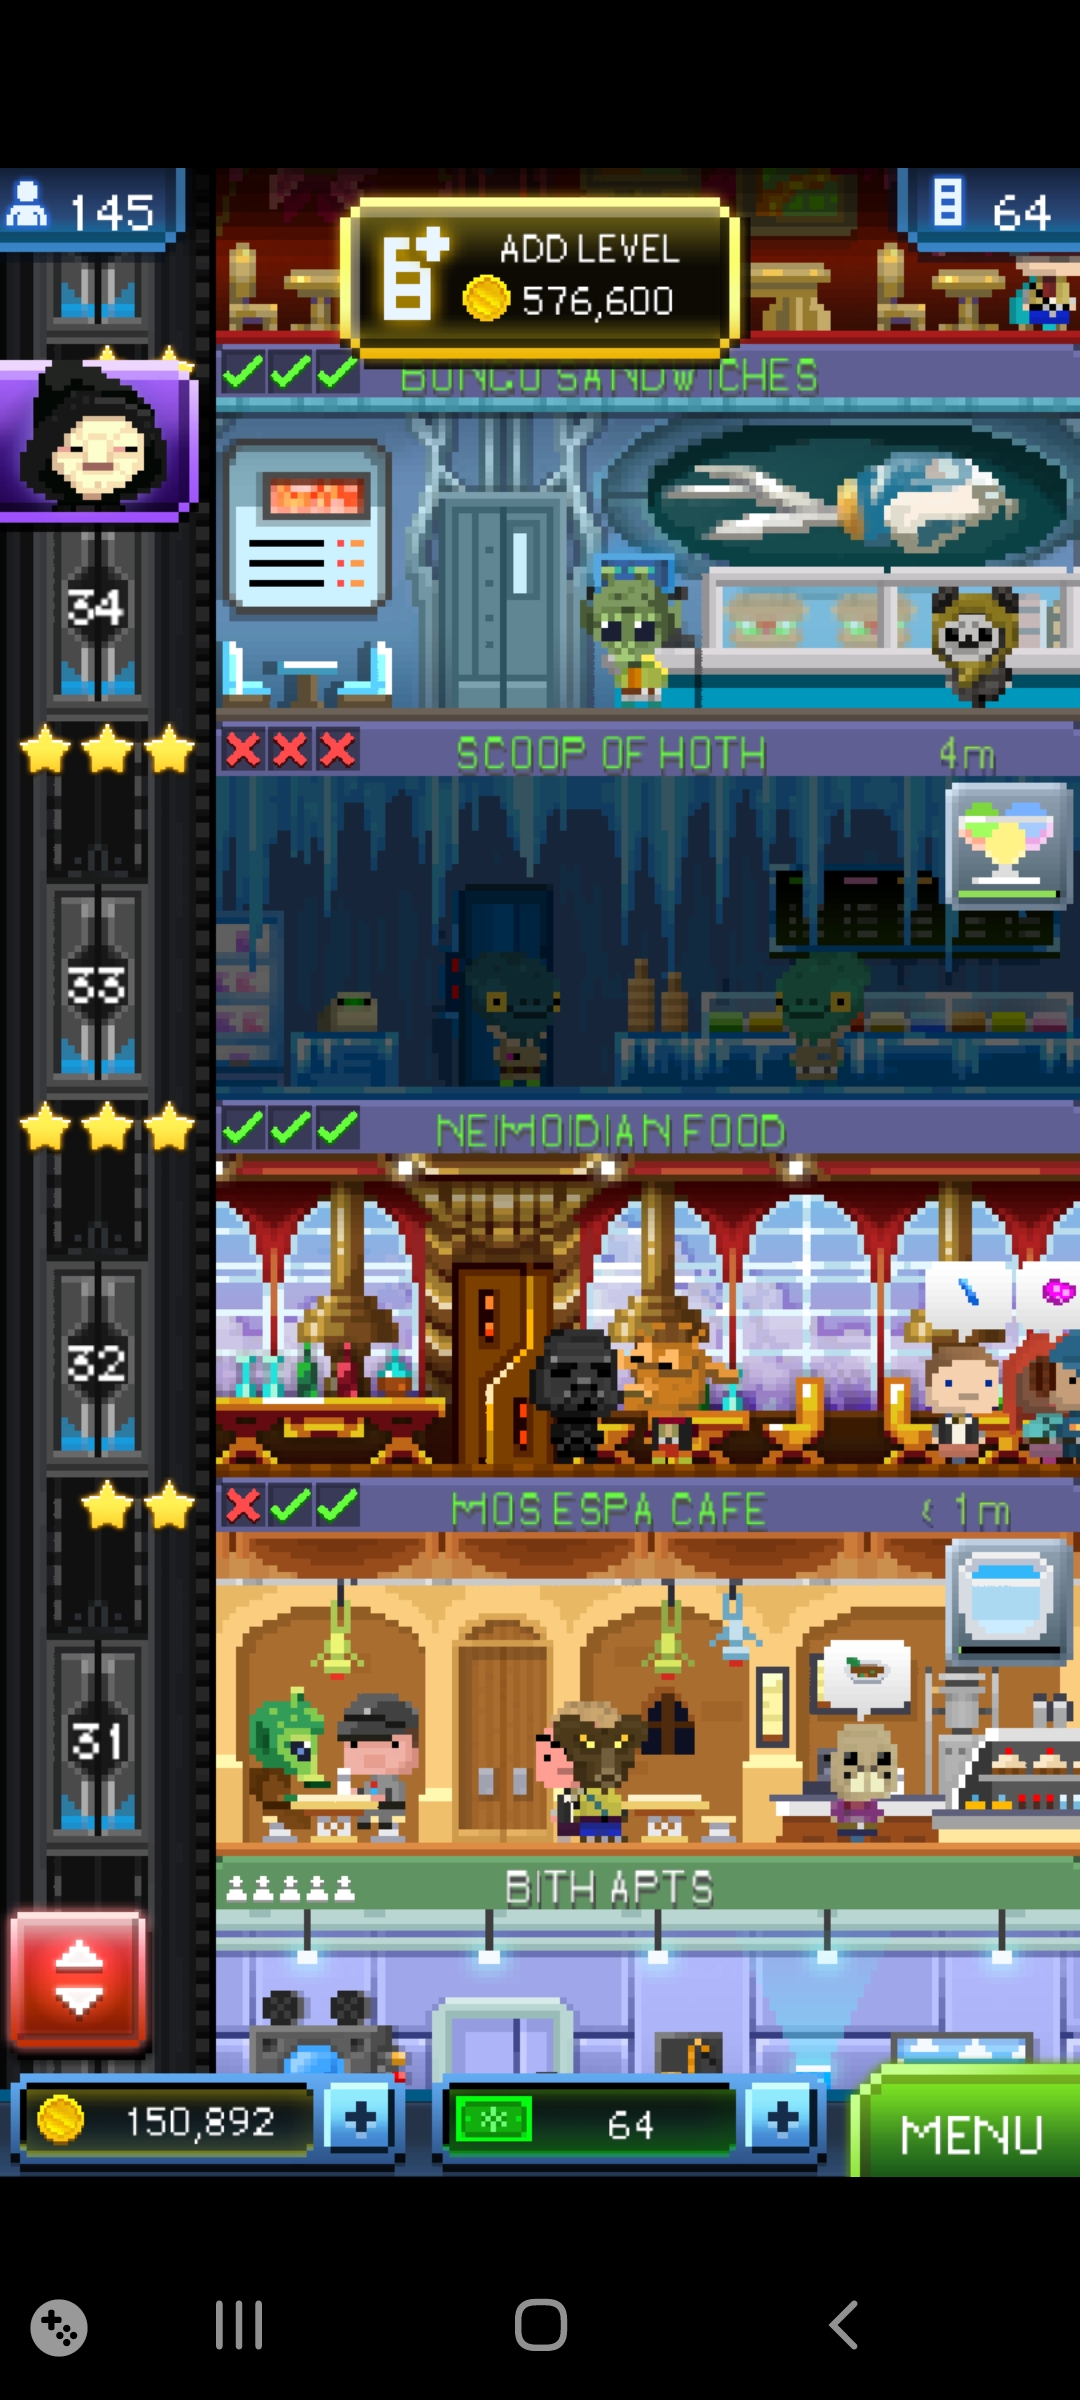 145
ADD LEVEL
576,600
64
BONGO SANDWICHES
34
SCOOP OF HOTH
4m
33
NEIMOIDIAN FOOD
32
MOS ESPA CAFE
< 1m
31
BITH APTS
150,892
64
MENU